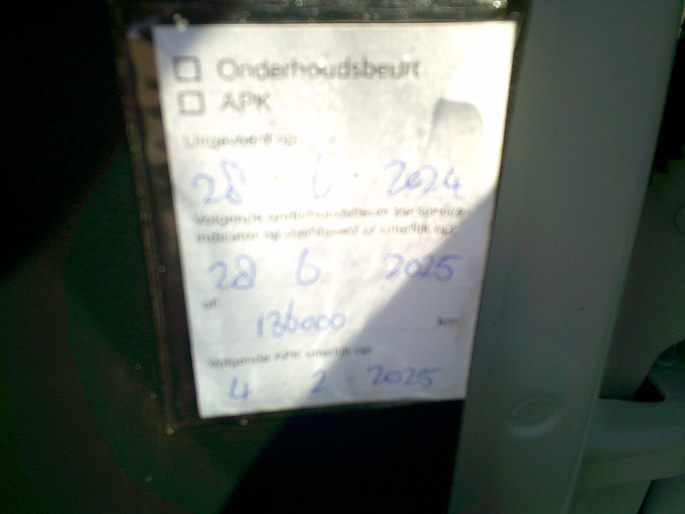 Onderhoudsbeurt
APK
Uitgevoerd op
28 6 2024
Volgende onderhoudsbeurt zie service-
indicator op dashboard of uiterlijk op:
28 6 2025
of:
136000 km
Volgende APK uiterlijk op
4 2 2025